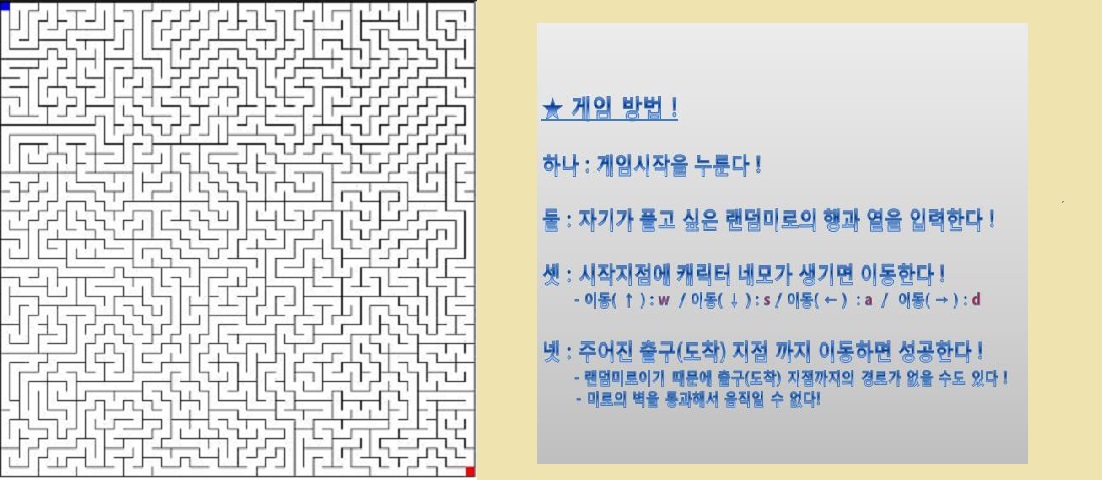 ★ 게임 방법 !
하나 : 게임시작을 누룬다 !
둘 : 자기가 풀고 싶은 랜덤미로의 행과 열을 입력한다 !
셋 : 시작지점에 캐릭터 네모가 생기면 이동한다 !
- 이동( ↑ ) : w / 이동( ↓ ) : s / 이동( ← ) : a / 이동( → ) : d
넷 : 주어진 출구(도착) 지점 까지 이동하면 성공한다 !
- 랜덤미로이기 때문에 출구(도착) 지점까지의 경로가 없을 수도 있다 !
- 미로의 벽을 통과해서 움직일 수 없다!